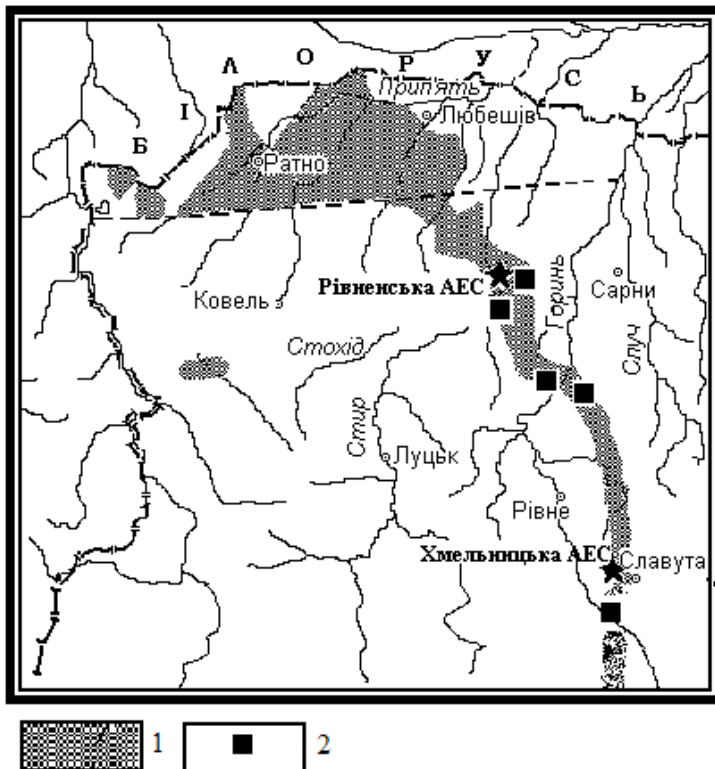 БІЛОРУСЬ
Прип'ять
Любешів
Ратно
Рівненська АЕС
Горинь
Сарни
Ковель
Стохід
Случ
Стир
Луцьк
Рівне
Хмельницька АЕС
Славута
1
2